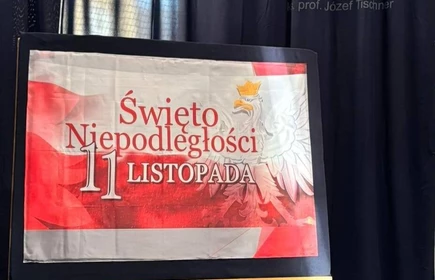 . prof. Józef Tischner
Święto
Niepodległości
11 LISTOPADA